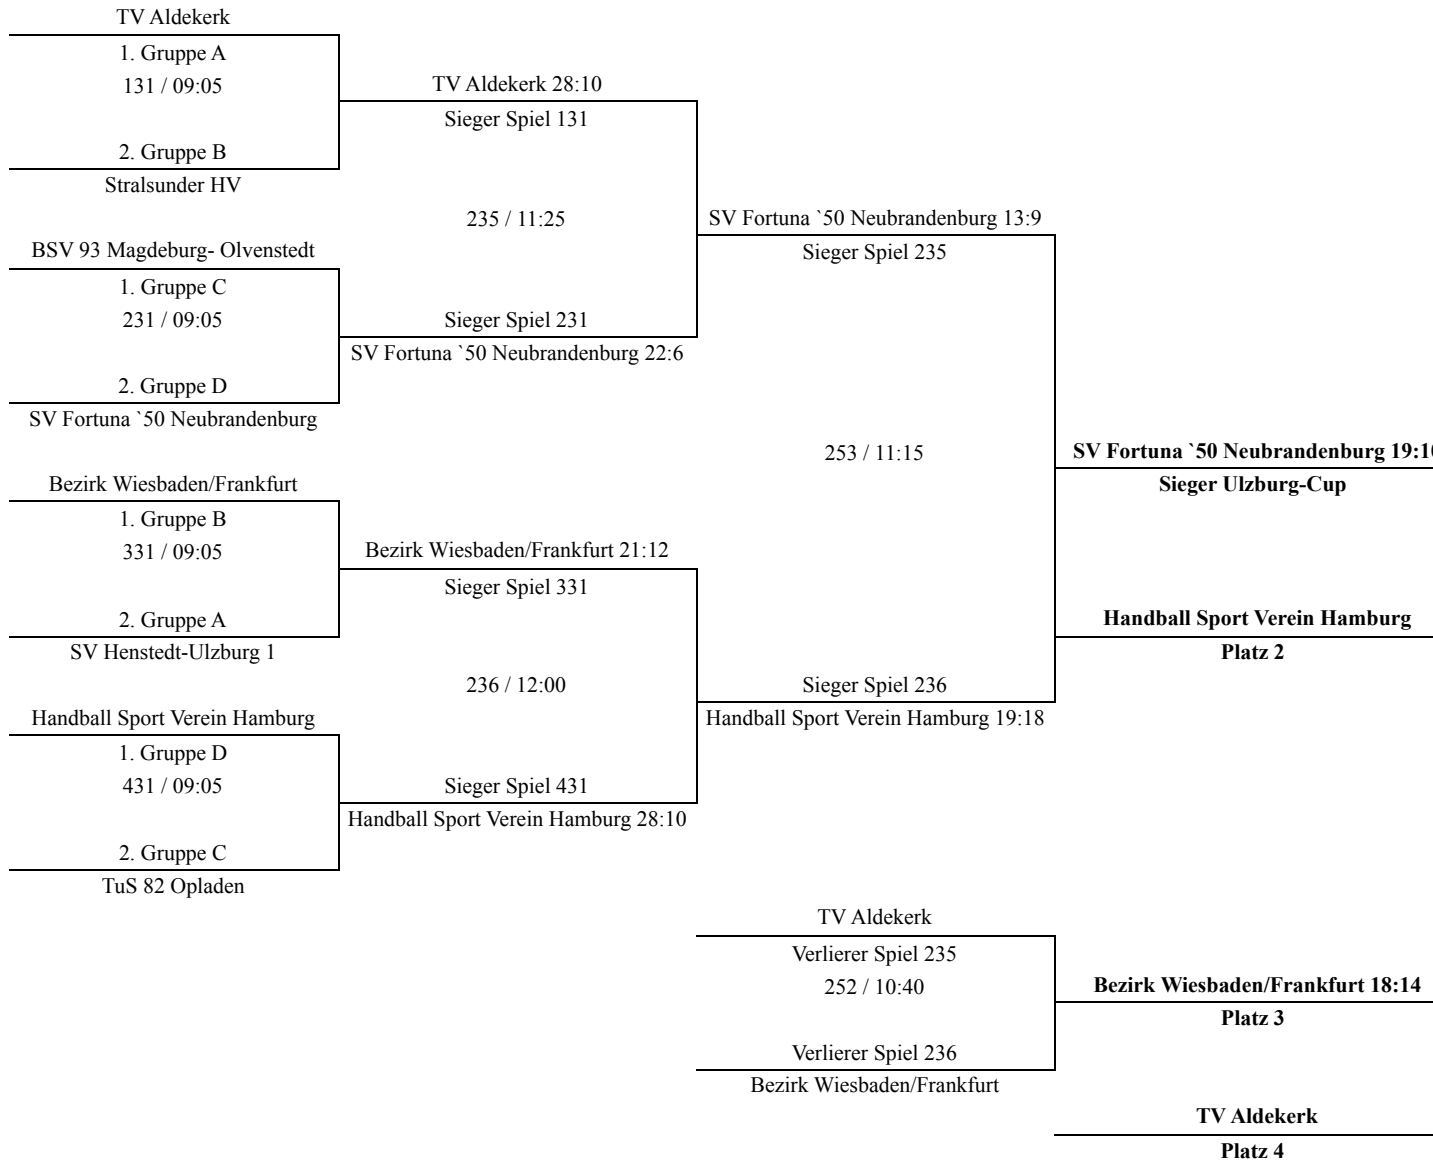 TV Aldekerk
1. Gruppe A
131 / 09:05
2. Gruppe B
Stralsunder HV
BSV 93 Magdeburg- Olvenstedt
1. Gruppe C
231 / 09:05
2. Gruppe D
SV Fortuna `50 Neubrandenburg
Bezirk Wiesbaden/Frankfurt
1. Gruppe B
331 / 09:05
2. Gruppe A
SV Henstedt-Ulzburg 1
Handball Sport Verein Hamburg
1. Gruppe D
431 / 09:05
2. Gruppe C
TuS 82 Opladen
TV Aldekerk 28:10
Sieger Spiel 131
235 / 11:25
Sieger Spiel 231
SV Fortuna `50 Neubrandenburg 22:6
Bezirk Wiesbaden/Frankfurt 21:12
Sieger Spiel 331
236 / 12:00
Sieger Spiel 431
Handball Sport Verein Hamburg 28:10
SV Fortuna `50 Neubrandenburg 13:9
Sieger Spiel 235
253 / 11:15
Sieger Spiel 236
Handball Sport Verein Hamburg 19:18
SV Fortuna `50 Neubrandenburg
Sieger Ulzburg-Cup
Handball Sport Verein Hamburg
Platz 2
TV Aldekerk
Verlierer Spiel 235
252 / 10:40
Verlierer Spiel 236
Bezirk Wiesbaden/Frankfurt
Bezirk Wiesbaden/Frankfurt 18:14
Platz 3
TV Aldekerk
Platz 4